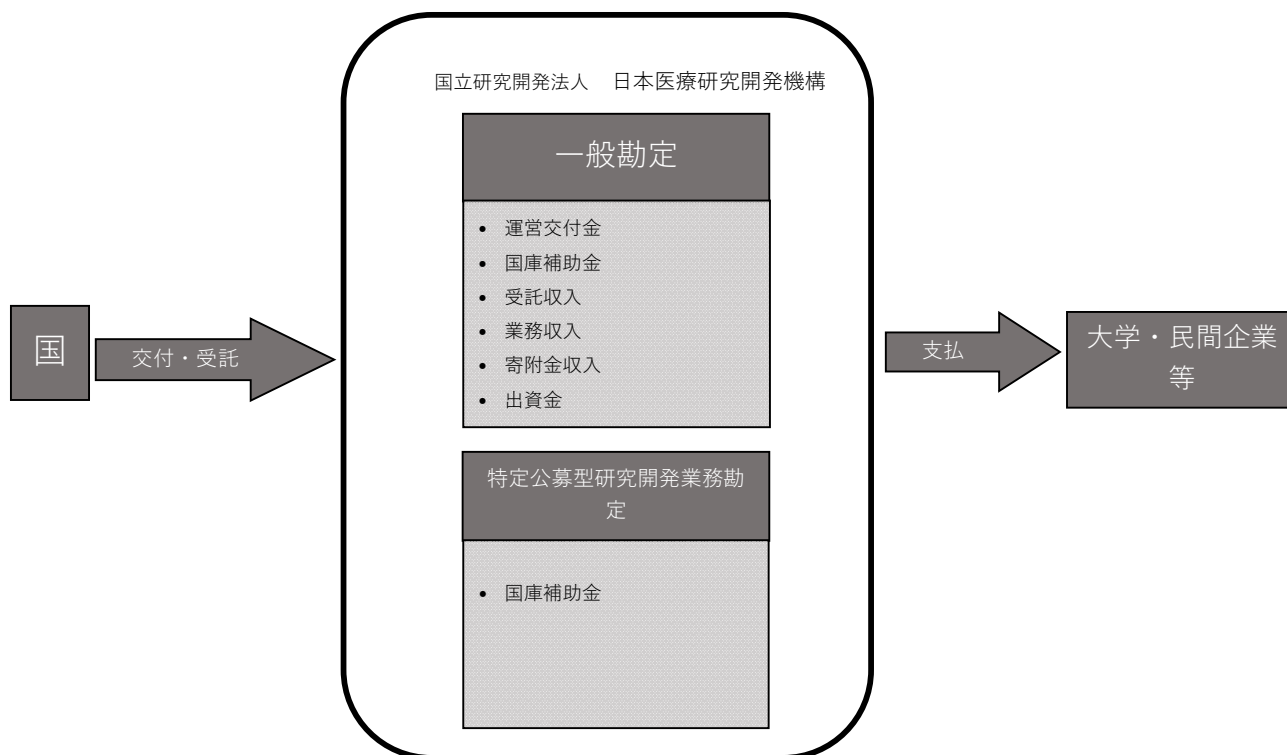 国立研究開発法人　日本医療研究開発機構
一般勘定
• 運営交付金
• 国庫補助金
• 受託収入
• 業務収入
• 寄附金収入
• 出資金
国
交付・受託
支払
大学・民間企業
等
特定公募型研究開発業務勘
定
• 国庫補助金